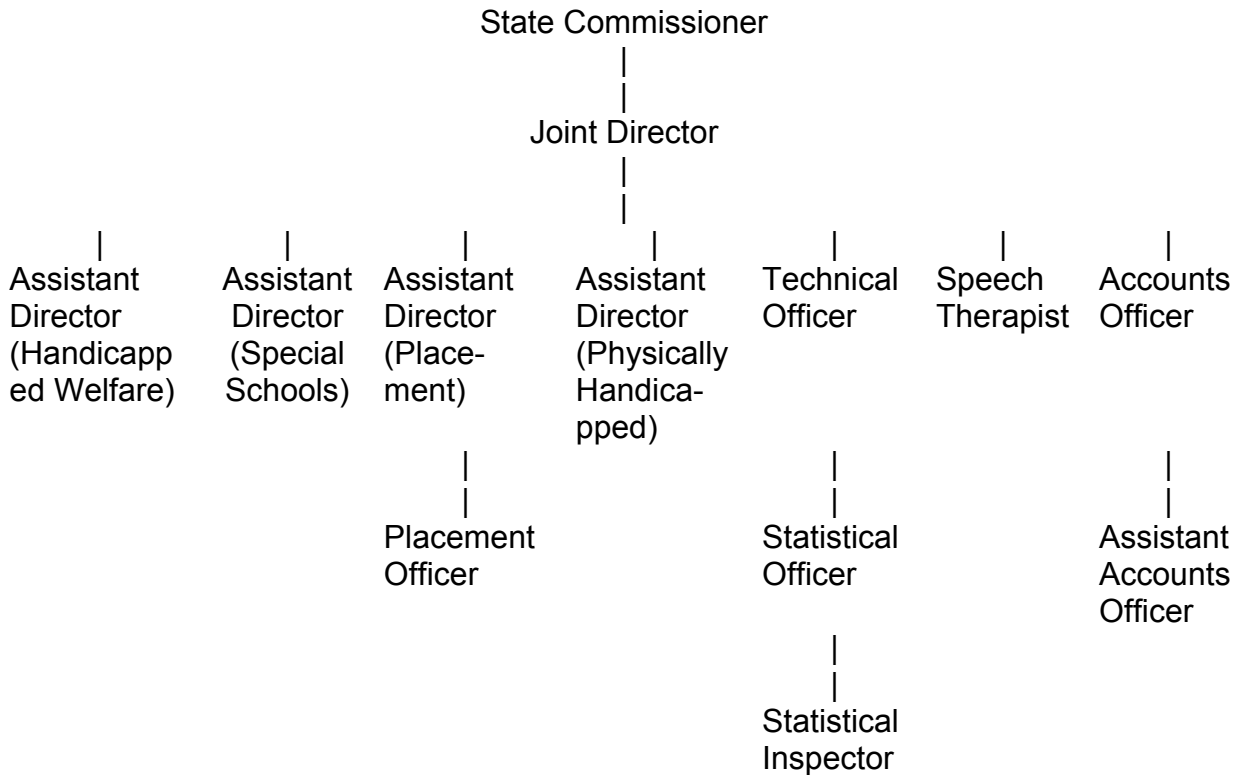 State Commissioner
Joint Director
Assistant
Director
(Handicapp
ed Welfare)
Assistant
Director
(Special
Schools)
Assistant
Director
(Place-
ment)
Assistant
Director
(Physically
Handica-
pped)
Technical
Officer
Speech
Therapist
Accounts
Officer
Placement
Officer
Statistical
Officer
Assistant
Accounts
Officer
Statistical
Inspector